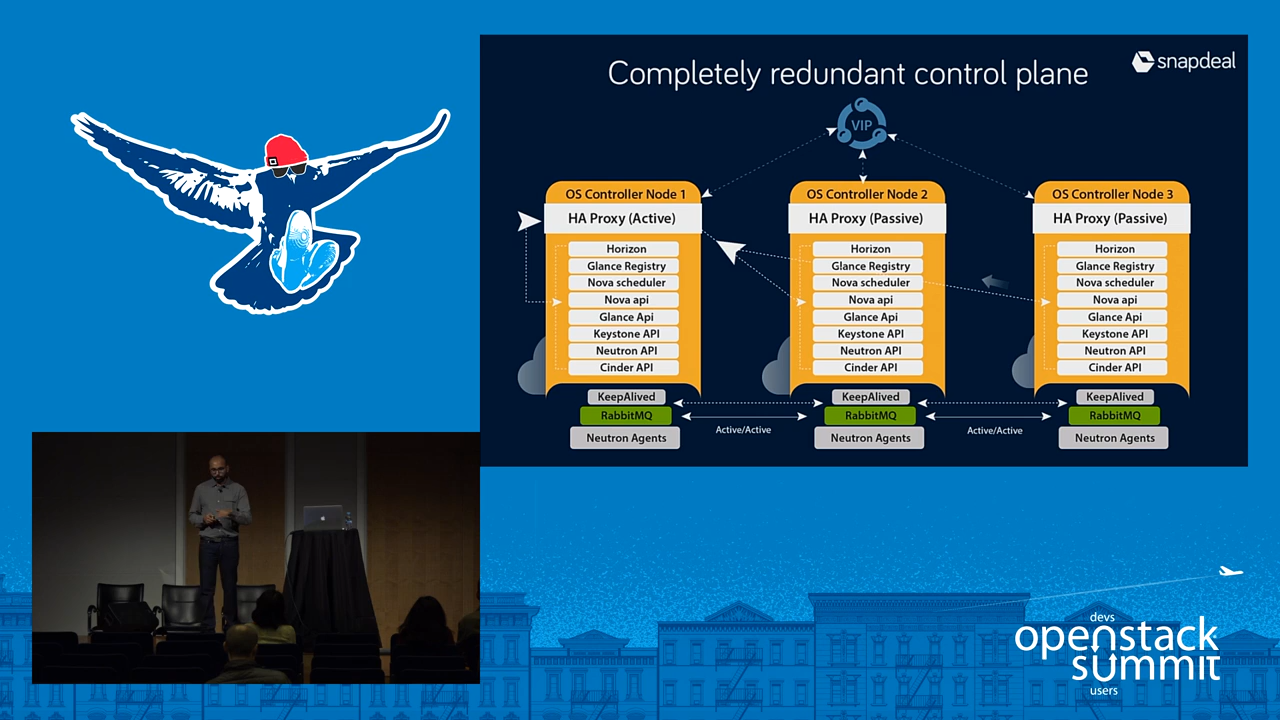 Completely redundant control plane
snapdeal
VIP
OS Controller Node 1
HA Proxy (Active)
Horizon
Glance Registry
Nova scheduler
Nova api
Glance Api
Keystone API
Neutron API
Cinder API
KeepAlived
RabbitMQ
Neutron Agents
Active/Active
OS Controller Node 2
HA Proxy (Passive)
Horizon
Glance Registry
Nova scheduler
Nova api
Glance Api
Keystone API
Neutron API
Cinder API
KeepAlived
RabbitMQ
Neutron Agents
Active/Active
OS Controller Node 3
HA Proxy (Passive)
Horizon
Glance Registry
Nova scheduler
Nova api
Glance Api
Keystone API
Neutron API
Cinder API
KeepAlived
RabbitMQ
Neutron Agents
devs
openstack
summit
users